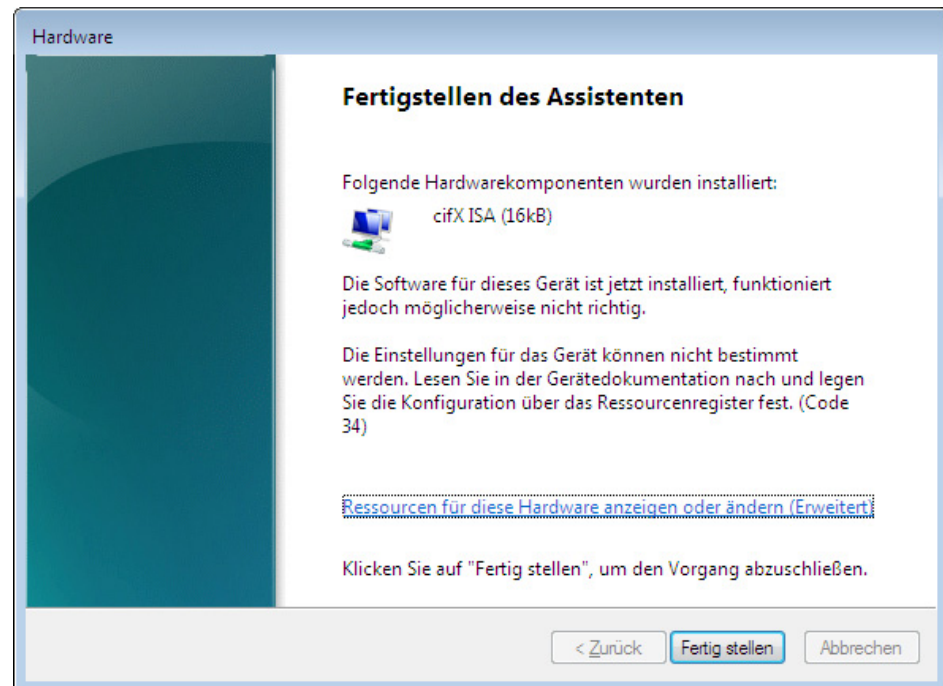 Hardware
Fertigstellen des Assistenten
Folgende Hardwarekomponenten wurden installiert:
cifX ISA (16kB)
Die Software für dieses Gerät ist jetzt installiert, funktioniert
jedoch möglicherweise nicht richtig.
Die Einstellungen für das Gerät können nicht bestimmt
werden. Lesen Sie in der Gerätedokumentation nach und legen
Sie die Konfiguration über das Ressourcenregister fest. (Code
34)
Ressourcen für diese Hardware anzeigen oder ändern (Erweitert)
Klicken Sie auf "Fertig stellen", um den Vorgang abzuschließen.
< Zurück Fertig stellen Abbrechen